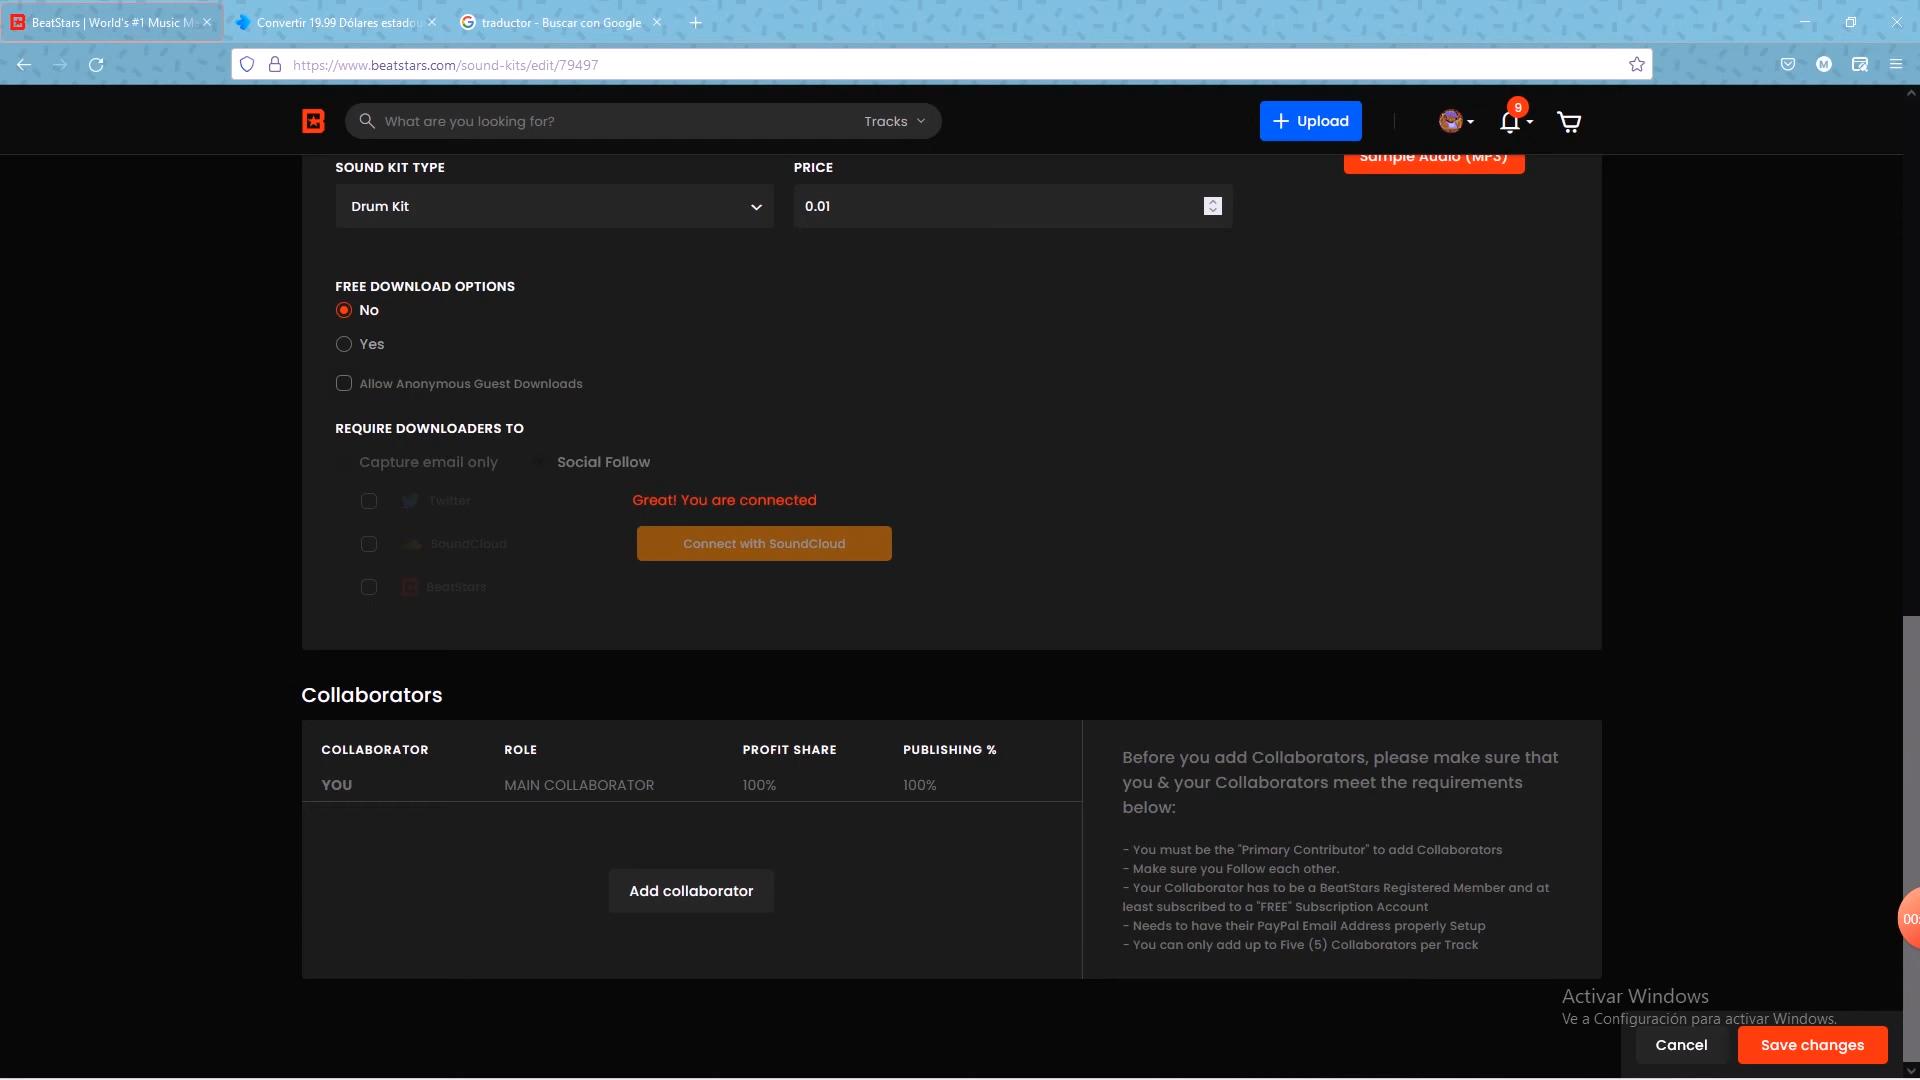 BeatStars | World's #1 Music M
Convertir 19.99 Dólares estadou
traductor - Buscar con Google
https://www.beatstars.com/sound-kits/edit/79497
M
What are you looking for?
Tracks
Upload
9
SOUND KIT TYPE
PRICE
Sample Audio (MP3)
Drum Kit
0.01
FREE DOWNLOAD OPTIONS
No
Yes
Allow Anonymous Guest Downloads
REQUIRE DOWNLOADERS TO
Capture email only
Social Follow
Twitter
Great! You are connected
SoundCloud
Connect with SoundCloud
BeatStars
Collaborators
COLLABORATOR ROLE PROFIT SHARE PUBLISHING %
YOU MAIN COLLABORATOR 100% 100%
Add collaborator
Before you add Collaborators, please make sure that
you & your Collaborators meet the requirements
below:
- You must be the "Primary Contributor" to add Collaborators
- Make sure you Follow each other.
- Your Collaborator has to be a BeatStars Registered Member and at
least subscribed to a "FREE" Subscription Account
- Needs to have their PayPal Email Address properly Setup
- You can only add up to Five (5) Collaborators per Track
00:
Activar Windows
Ve a Configuración para activar Windows.
Cancel
Save changes